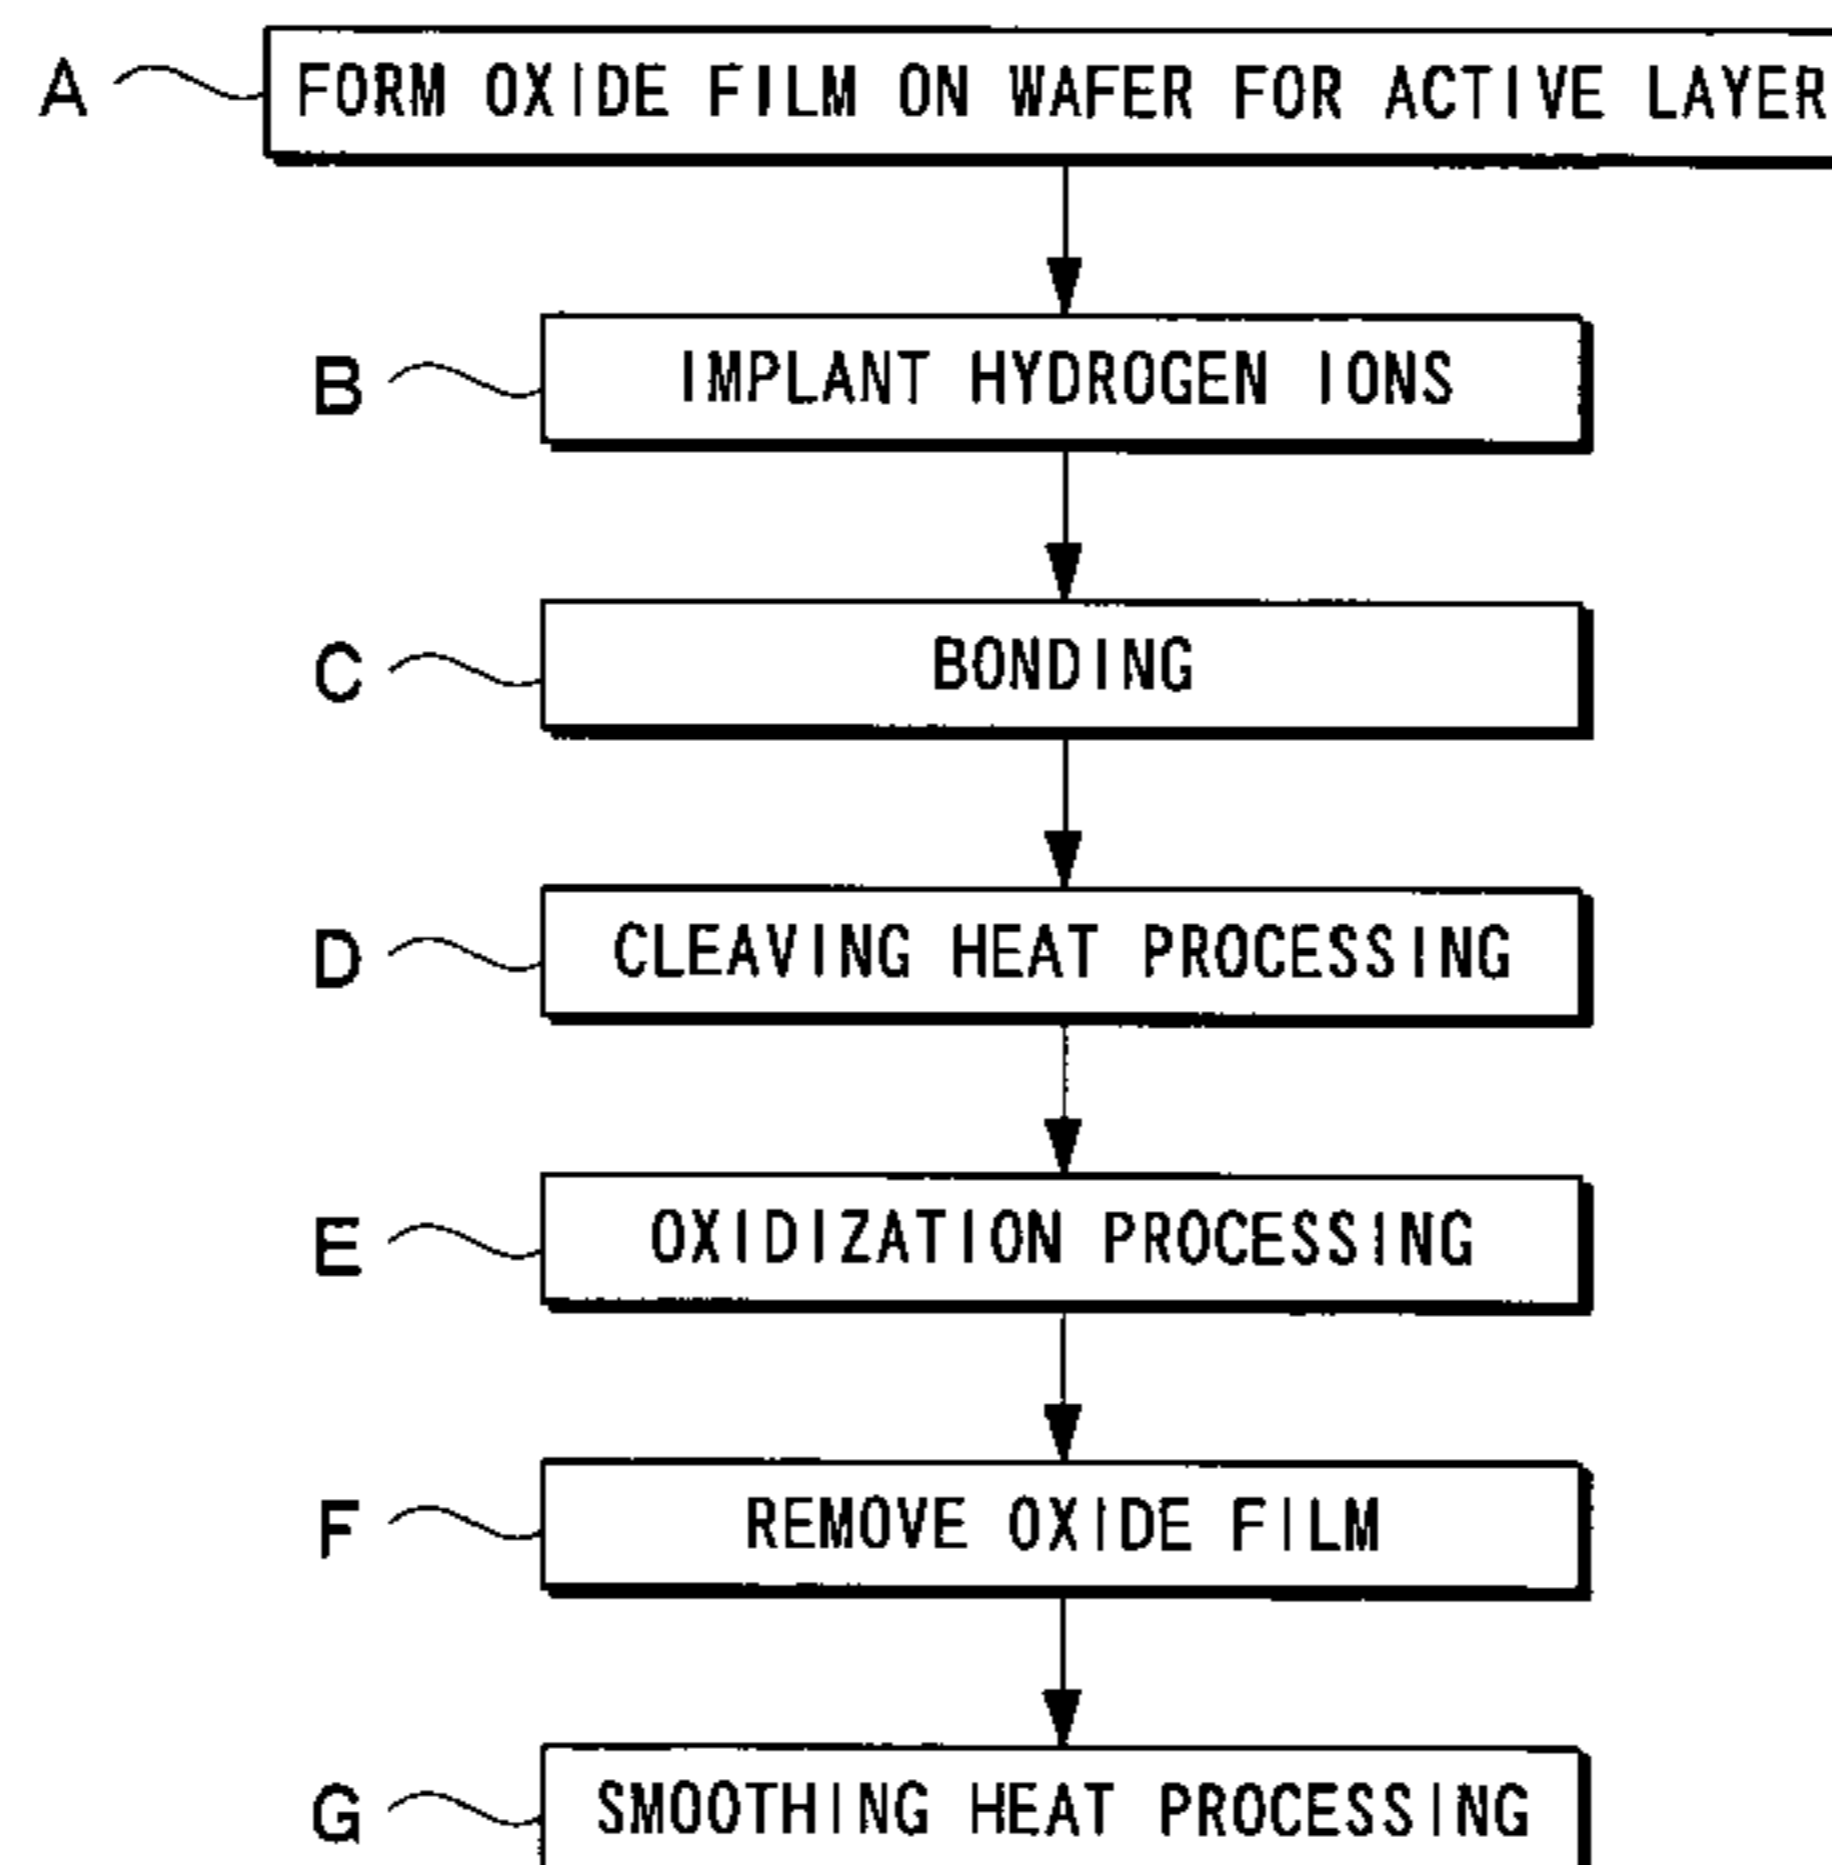 A FORM OXIDE FILM ON WAFER FOR ACTIVE LAYER
B IMPLANT HYDROGEN IONS
C BONDING
D CLEAVING HEAT PROCESSING
E OXIDIZATION PROCESSING
F REMOVE OXIDE FILM
G SMOOTHING HEAT PROCESSING